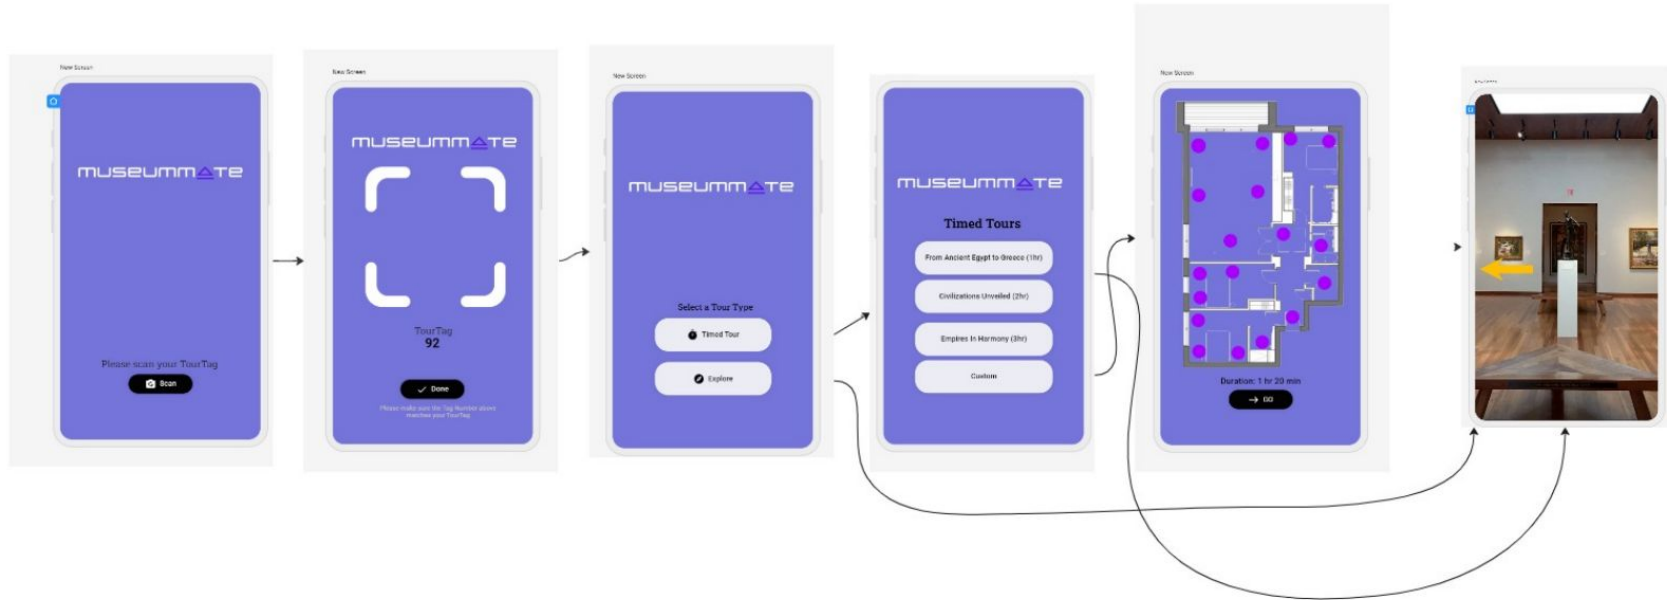 New Screen
museummate
Please scan your TourTag
Scan
New Screen
museummate
TourTag
92
Done
Please make sure the Tag Number above
matches your TourTag
New Screen
museummate
Select a Tour Type
Timed Tour
Explore
museummate
Timed Tours
From Ancient Egypt to Greece (1hr)
Civilizations Unveiled (2hr)
Empires in Harmony (3hr)
Custom
New Screen
Duration: 1 hr 20 min
GO